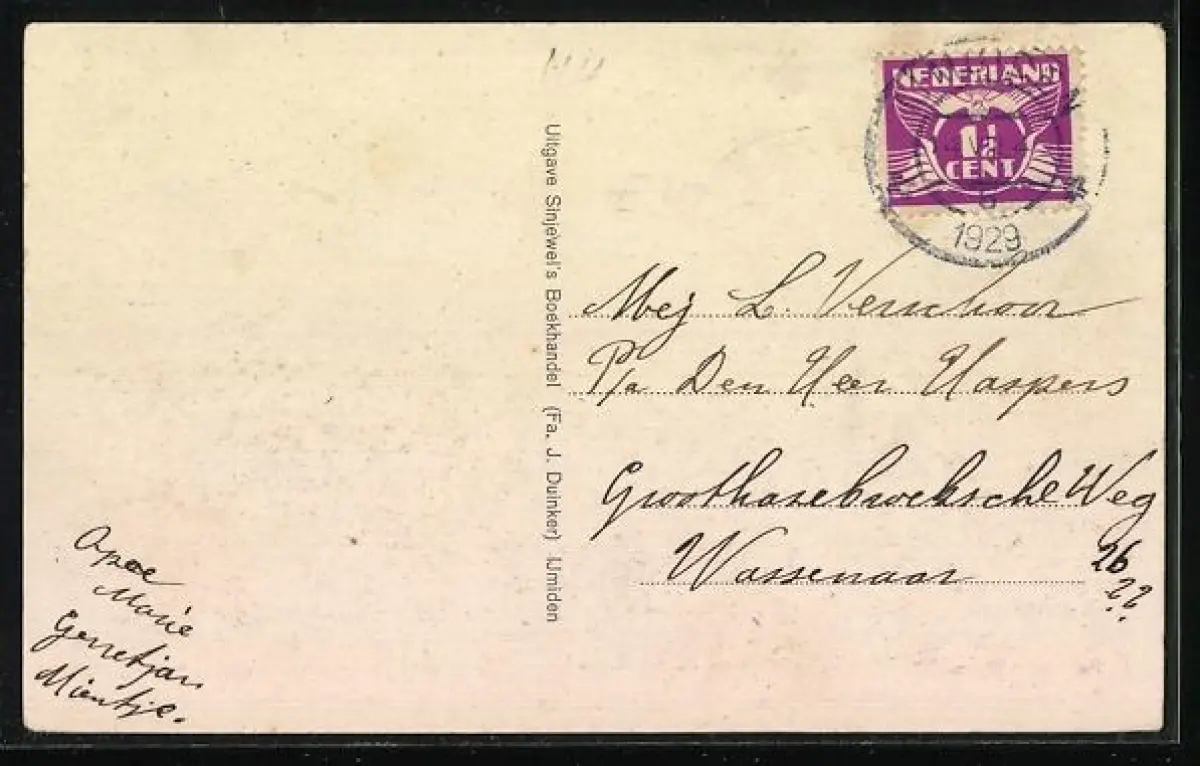 NEDERLAND
1½
CENT
1929
Uitgave Sinjewel's Boekhandel (Fa. J. Duinker) IJmiden
Mej L. Verschoor
P/a Den Heer Haspers
Groothasebroeksche Weg
Wassenaar 26
??
Opoe
Marie
Gerretjan
Mientje.